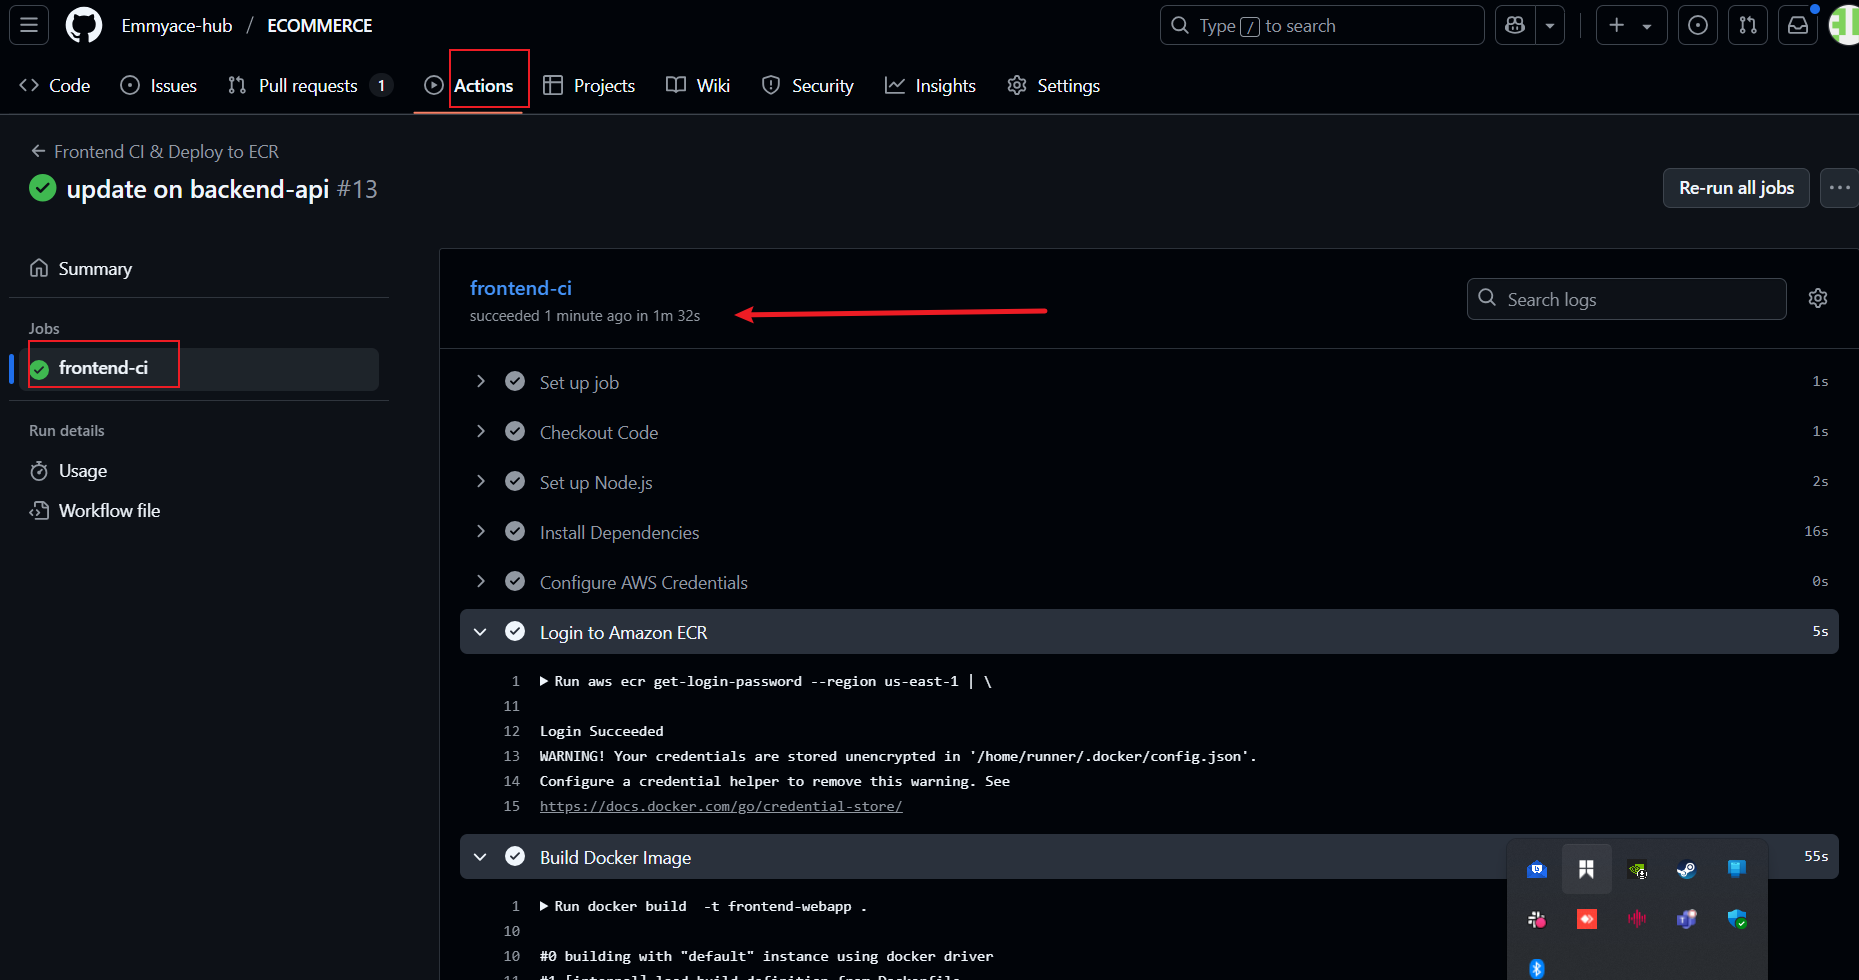 Emmyace-hub / ECOMMERCE
Type / to search
Code
Issues
Pull requests 1
Actions
Projects
Wiki
Security
Insights
Settings
Frontend CI & Deploy to ECR
update on backend-api #13
Re-run all jobs
Summary
Jobs
frontend-ci
Run details
Usage
Workflow file
frontend-ci
succeeded 1 minute ago in 1m 32s
Search logs
Set up job 1s
Checkout Code 1s
Set up Node.js 2s
Install Dependencies 16s
Configure AWS Credentials 0s
Login to Amazon ECR 5s
1 Run aws ecr get-login-password --region us-east-1 | \
11
12 Login Succeeded
13 WARNING! Your credentials are stored unencrypted in '/home/runner/.docker/config.json'.
14 Configure a credential helper to remove this warning. See
15 https://docs.docker.com/go/credential-store/
Build Docker Image 55s
1 Run docker build  -t frontend-webapp .
10
10 #0 building with "default" instance using docker driver
11 #1 [internal] load build definition from Dockerfile